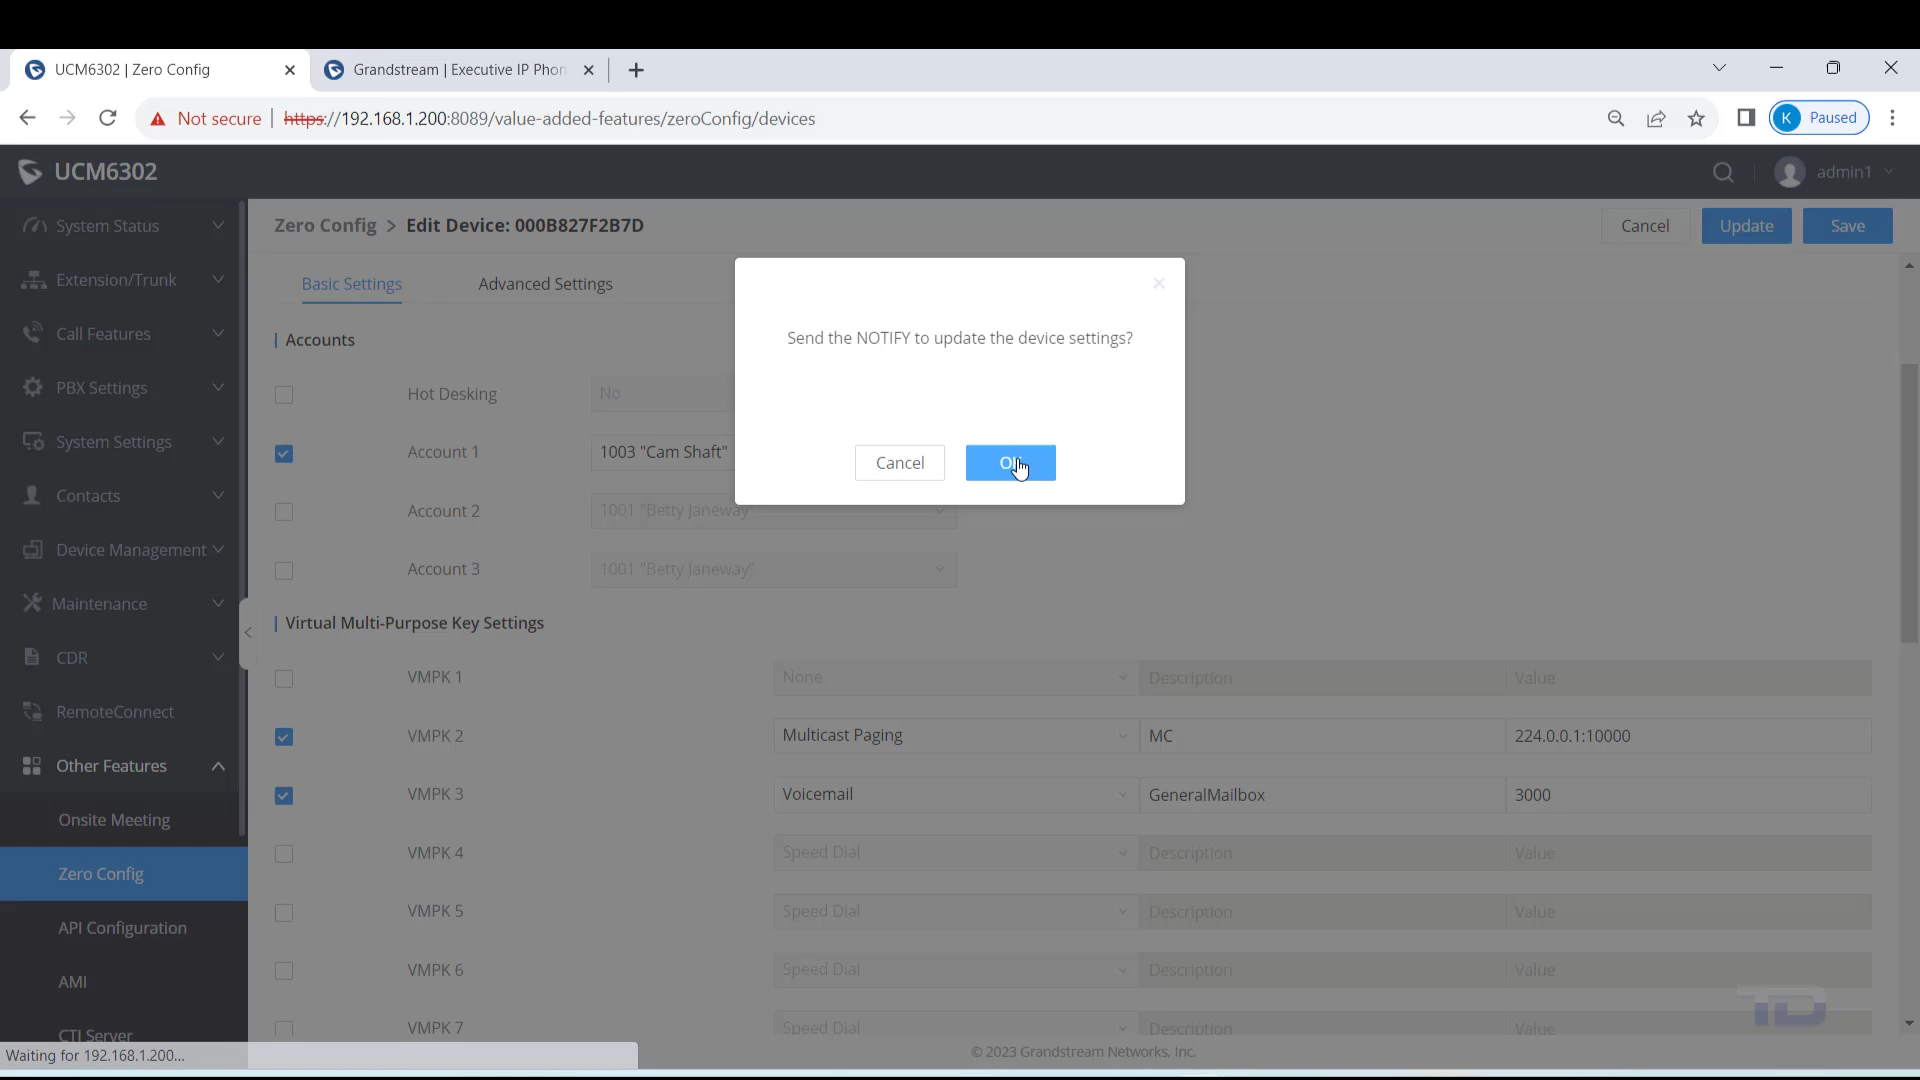 UCM6302 | Zero Config
Grandstream | Executive IP Phon
Not secure | https://192.168.1.200:8089/value-added-features/zeroConfig/devices
K Paused
UCM6302
admin1
System Status
Extension/Trunk
Call Features
PBX Settings
System Settings
Contacts
Device Management
Maintenance
CDR
RemoteConnect
Other Features
Onsite Meeting
Zero Config
API Configuration
AMI
CTI Server
Waiting for 192.168.1.200...
Zero Config > Edit Device: 000B827F2B7D
Cancel Update Save
Basic Settings Advanced Settings
Accounts
Hot Desking No
Account 1 1003 "Cam Shaft"
Account 2 1001 "Betty Janeway"
Account 3 1001 "Betty Janeway"
Send the NOTIFY to update the device settings?
Cancel OK
Virtual Multi-Purpose Key Settings
VMPK 1 None Description Value
VMPK 2 Multicast Paging MC 224.0.0.1:10000
VMPK 3 Voicemail GeneralMailbox 3000
VMPK 4 Speed Dial Description Value
VMPK 5 Speed Dial Description Value
VMPK 6 Speed Dial Description Value
VMPK 7 Speed Dial Description Value
TD
© 2023 Grandstream Networks, Inc.